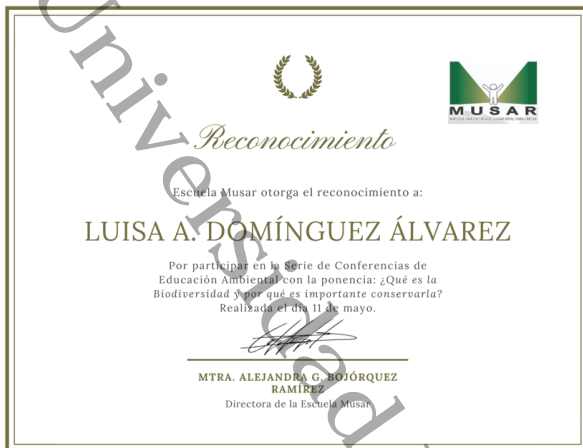 MUSAR
Reconocimiento
Escuela Musar otorga el reconocimiento a:
LUISA A. DOMÍNGUEZ ÁLVAREZ
Por participar en la Serie de Conferencias de
Educación Ambiental con la ponencia: ¿Qué es la
Biodiversidad y por qué es importante conservarla?
Realizada el día 11 de mayo.
MTRA. ALEJANDRA G. BOJÓRQUEZ
RAMÍREZ
Directora de la Escuela Musar
Universidad